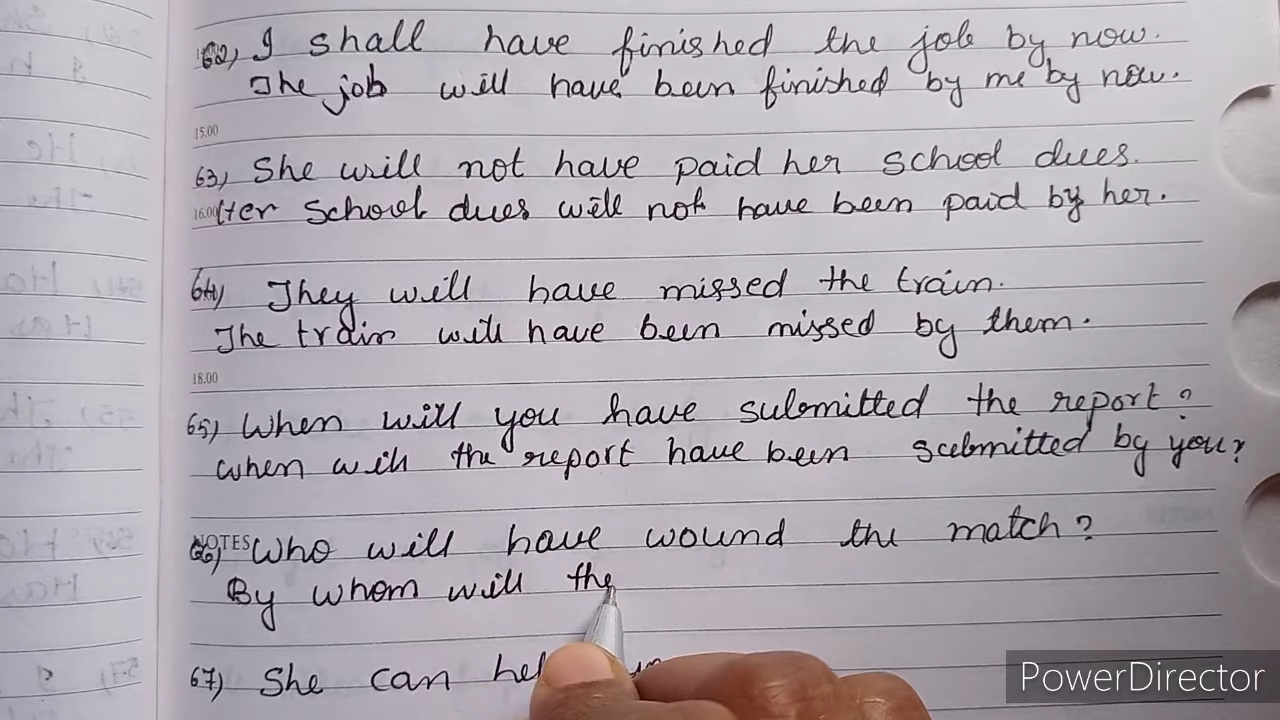 62) I shall have finished the job by now.
The job will have been finished by me by now.
15.00
63) She will not have paid her school dues.
16.00 Her School dues will not have been paid by her.
64) They will have missed the train.
The train will have been missed by them.
18.00
65) When will you have submitted the report?
when will the report have been submitted by you?
NOTES
66) Who will have wound the match?
By whom will the
67) She can hel
PowerDirector